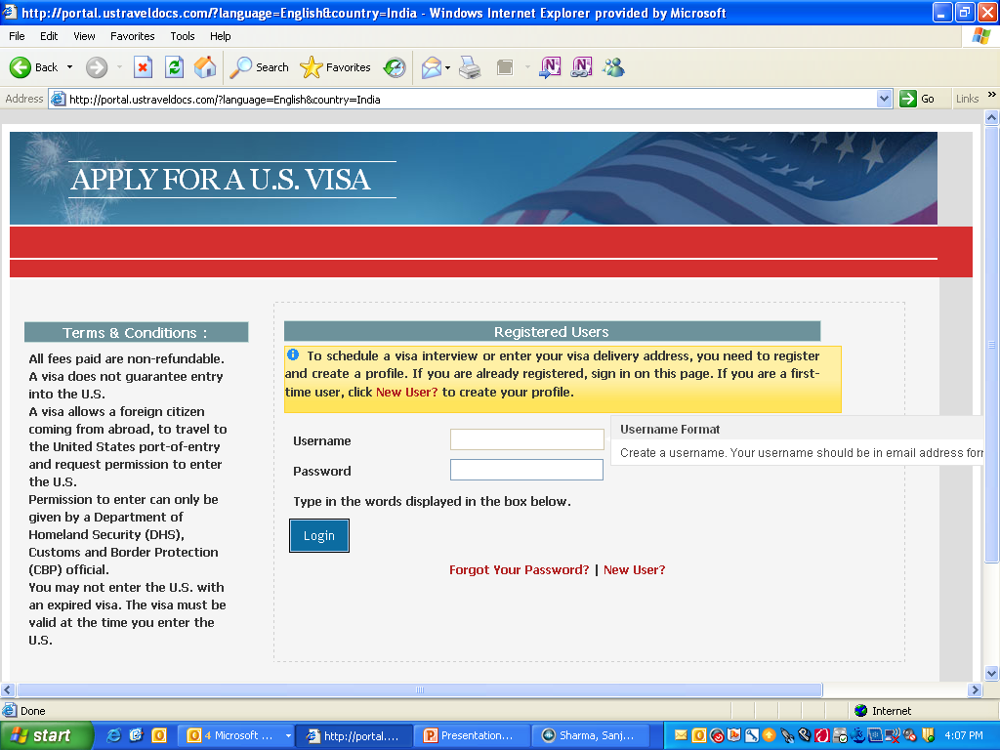 http://portal.ustraveldocs.com/?language=English&country=India - Windows Internet Explorer provided by Microsoft
File Edit View Favorites Tools Help
Back Search Favorites
Address http://portal.ustraveldocs.com/?language=English&country=India Go Links »
APPLY FOR A U.S. VISA
Terms & Conditions :
All fees paid are non-refundable.
A visa does not guarantee entry
into the U.S.
A visa allows a foreign citizen
coming from abroad, to travel to
the United States port-of-entry
and request permission to enter
the U.S.
Permission to enter can only be
given by a Department of
Homeland Security (DHS),
Customs and Border Protection
(CBP) official.
You may not enter the U.S. with
an expired visa. The visa must be
valid at the time you enter the
U.S.
Registered Users
To schedule a visa interview or enter your visa delivery address, you need to register
and create a profile. If you are already registered, sign in on this page. If you are a first-
time user, click New User? to create your profile.
Username
Username Format
Create a username. Your username should be in email address for
Password
Type in the words displayed in the box below.
Login
Forgot Your Password? | New User?
Done Internet
start 4 Microsoft ... http://portal.... Presentation... Sharma, Sanj... 4:07 PM